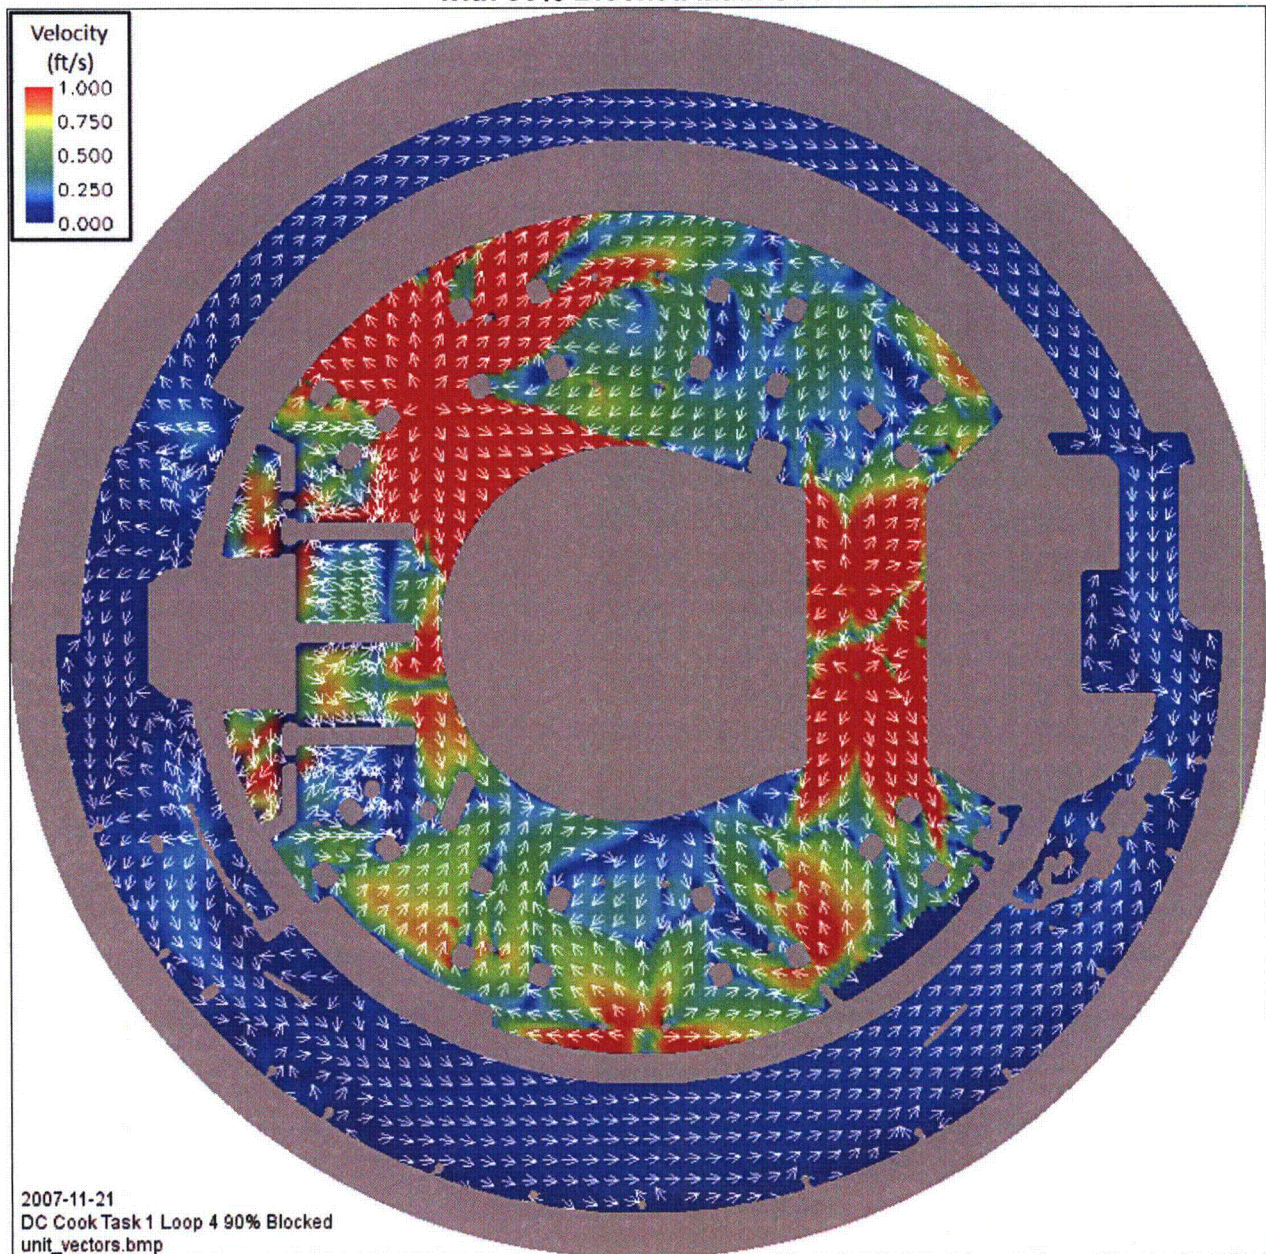 Velocity
(ft/s)
1.000
0.750
0.500
0.250
0.000
2007-11-21
DC Cook Task 1 Loop 4 90% Blocked
unit_vectors.bmp